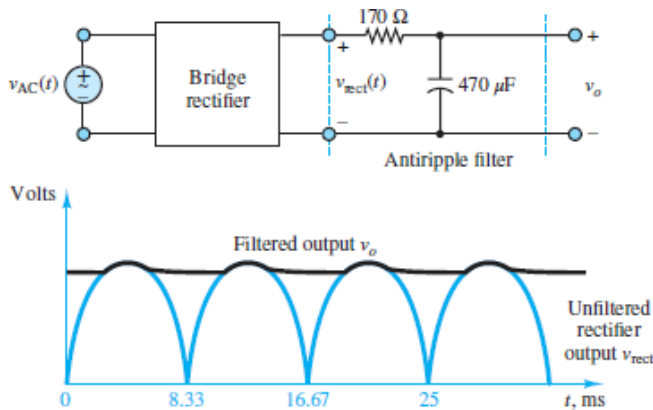 170 Ω
+ +
v_AC(t) + ~ − Bridge rectifier v_rect(t) 470 μF v_o
− −
Antiripple filter
Volts
Filtered output v_o
Unfiltered
rectifier
output v_rect
0 8.33 16.67 25 t, ms